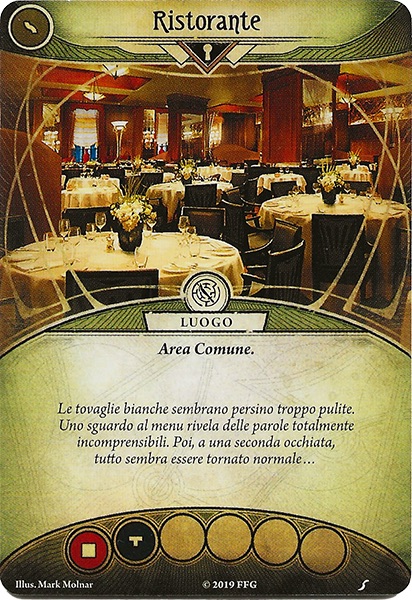 Ristorante
LUOGO
Area Comune.
Le tovaglie bianche sembrano persino troppo pulite.
Uno sguardo al menu rivela delle parole totalmente
incomprensibili. Poi, a una seconda occhiata,
tutto sembra essere tornato normale…
Illus. Mark Molnar
© 2019 FFG